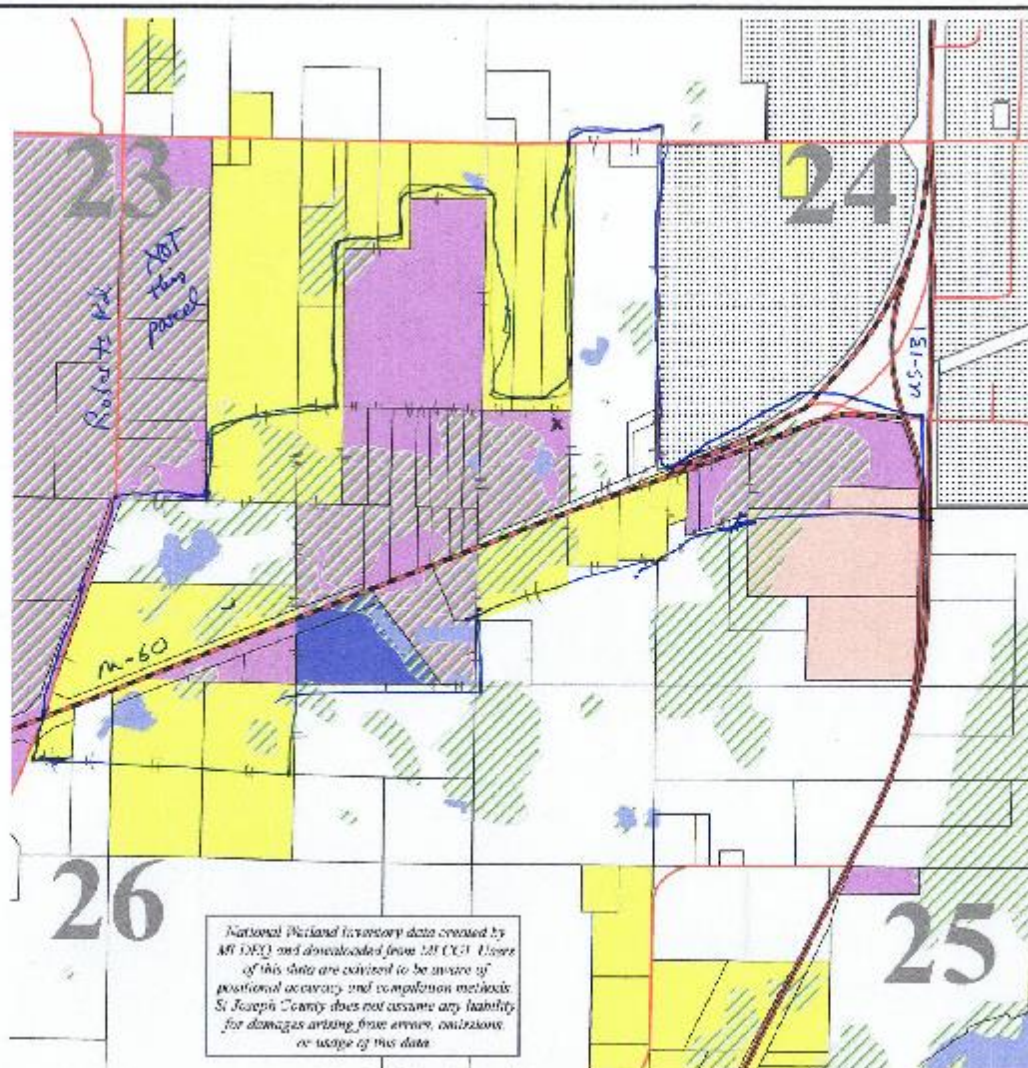 23
24
NOT
this
parcel
Roberts Rd
US-131
M-60
26
25
National Wetland Inventory data created by
MI DEQ and downloaded from MI CGI. Users
of this data are advised to be aware of
positional accuracy and compilation methods.
St Joseph County does not assume any liability
for damages arising from errors, omissions,
or usage of this data